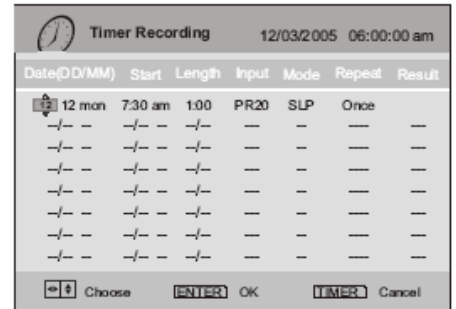 Timer Recording 12/03/2005 06:00:00 am
Date(DD/MM) Start Length Input Mode Repeat Result
12 12 mon 7:30 am 1:00 PR20 SLP Once
--/-- -- --/-- --/-- --- -- ---- ---
--/-- -- --/-- --/-- --- -- ---- ---
--/-- -- --/-- --/-- --- -- ---- ---
--/-- -- --/-- --/-- --- -- ---- ---
--/-- -- --/-- --/-- --- -- ---- ---
--/-- -- --/-- --/-- --- -- ---- ---
--/-- -- --/-- --/-- --- -- ---- ---
Choose ENTER OK TIMER Cancel